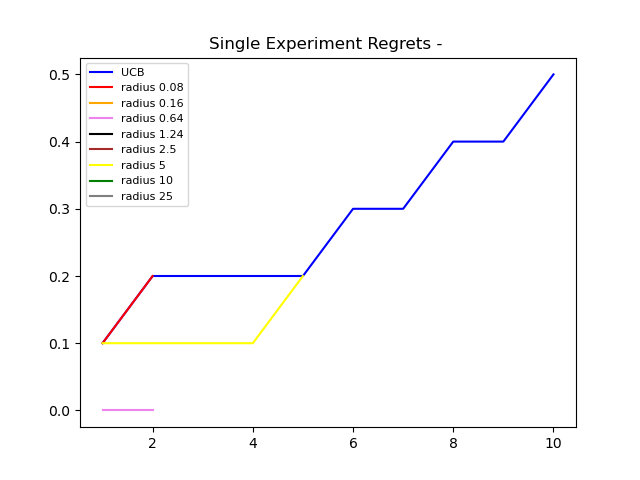 Single Experiment Regrets -
UCB
radius 0.08
radius 0.16
radius 0.64
radius 1.24
radius 2.5
radius 5
radius 10
radius 25
0.5
0.4
0.3
0.2
0.1
0.0
2 4 6 8 10